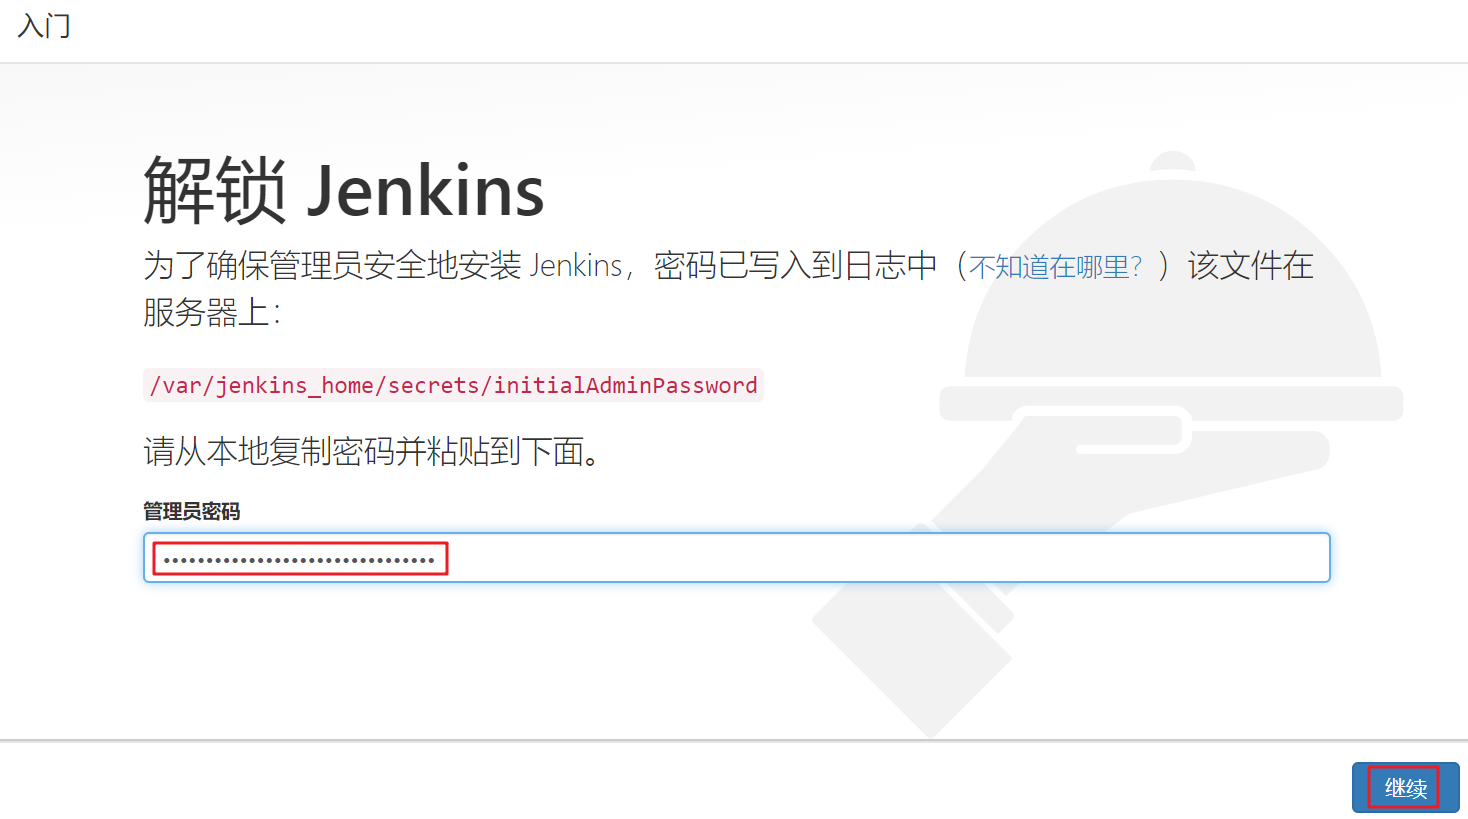 入门
解锁 Jenkins
为了确保管理员安全地安装 Jenkins，密码已写入到日志中（不知道在哪里？）该文件在
服务器上：
/var/jenkins_home/secrets/initialAdminPassword
请从本地复制密码并粘贴到下面。
管理员密码
继续